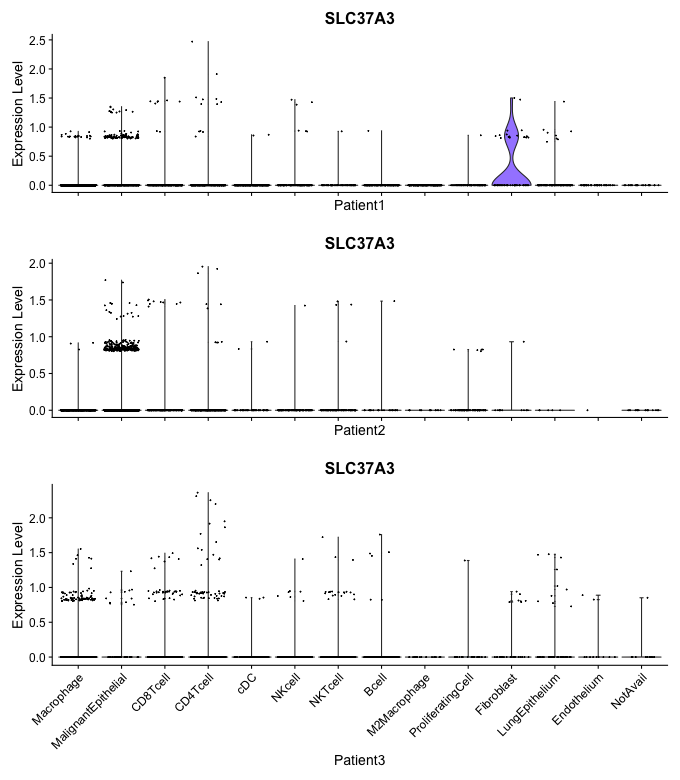 SLC37A3
Expression Level
2.5
2.0
1.5
1.0
0.5
0.0
Patient1
SLC37A3
Expression Level
2.0
1.5
1.0
0.5
0.0
Patient2
SLC37A3
Expression Level
2.0
1.5
1.0
0.5
0.0
Macrophage
MalignantEpithelial
CD8Tcell
CD4Tcell
cDC
NKcell
NKTcell
Bcell
M2Macrophage
ProliferatingCell
Fibroblast
LungEpithelium
Endothelium
NotAvail
Patient3